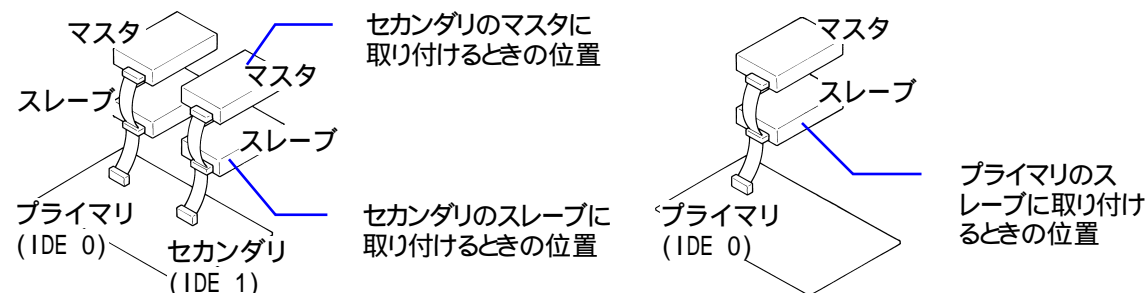 マスタ
スレーブ
プライマリ
(IDE 0)
マスタ
スレーブ
セカンダリ
(IDE 1)
セカンダリのマスタに
取り付けるときの位置
セカンダリのスレーブに
取り付けるときの位置
マスタ
スレーブ
プライマリ
(IDE 0)
プライマリのス
レーブに取り付け
るときの位置